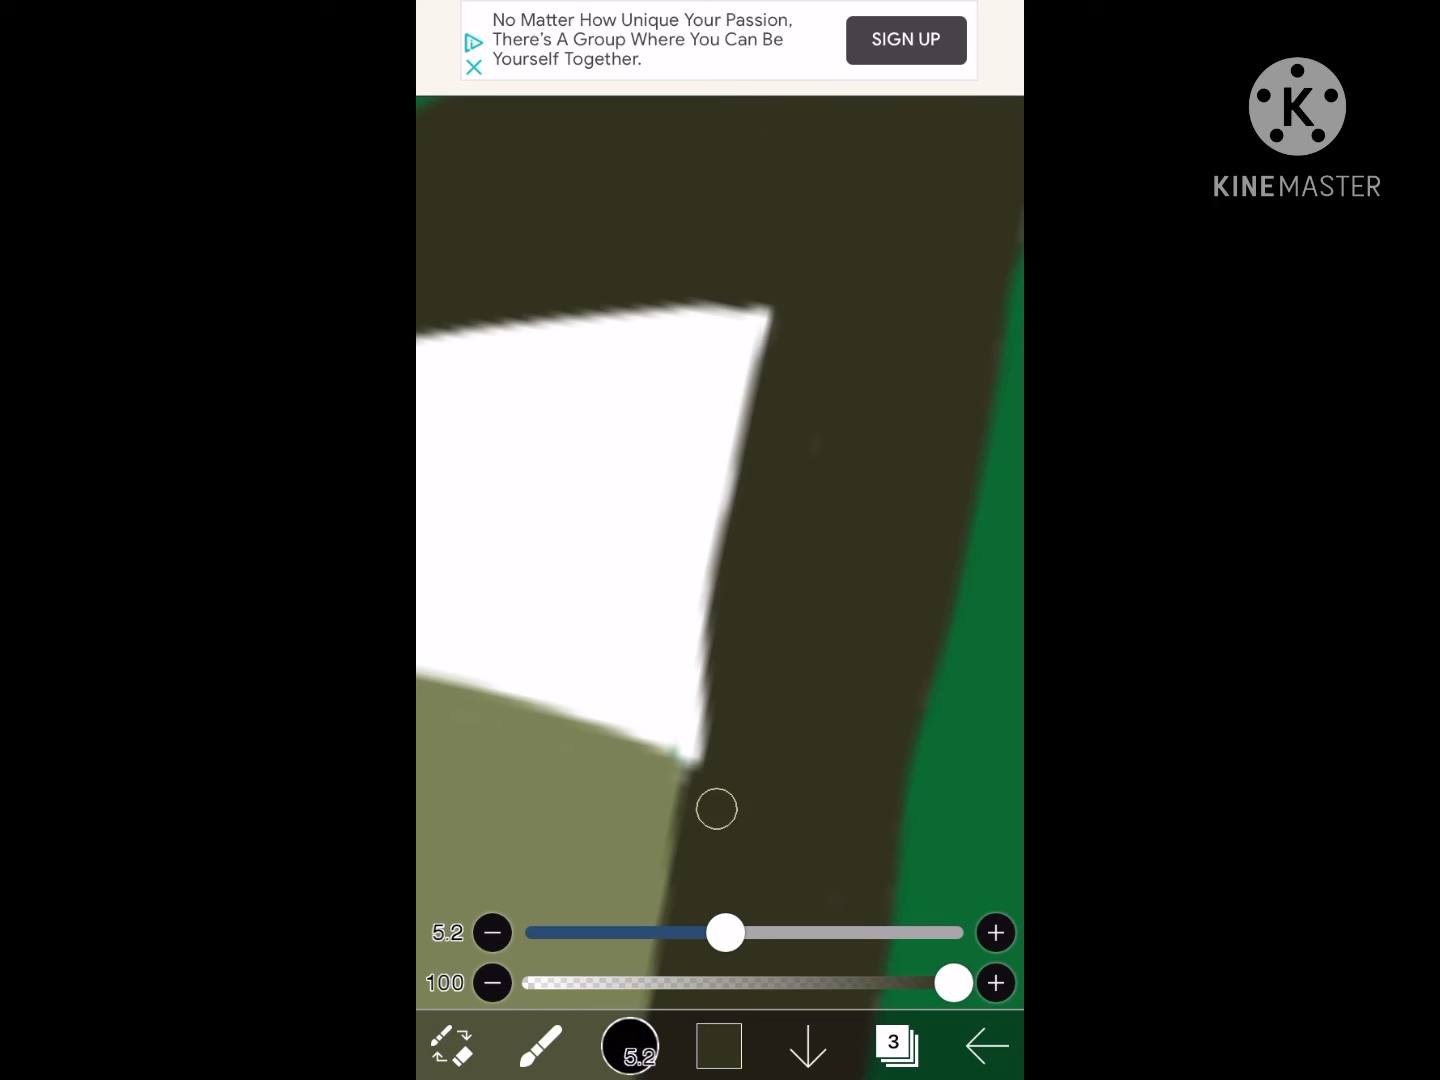 No Matter How Unique Your Passion,
There's A Group Where You Can Be
Yourself Together.
SIGN UP
K
KINEMASTER
5.2
100
5.2
3